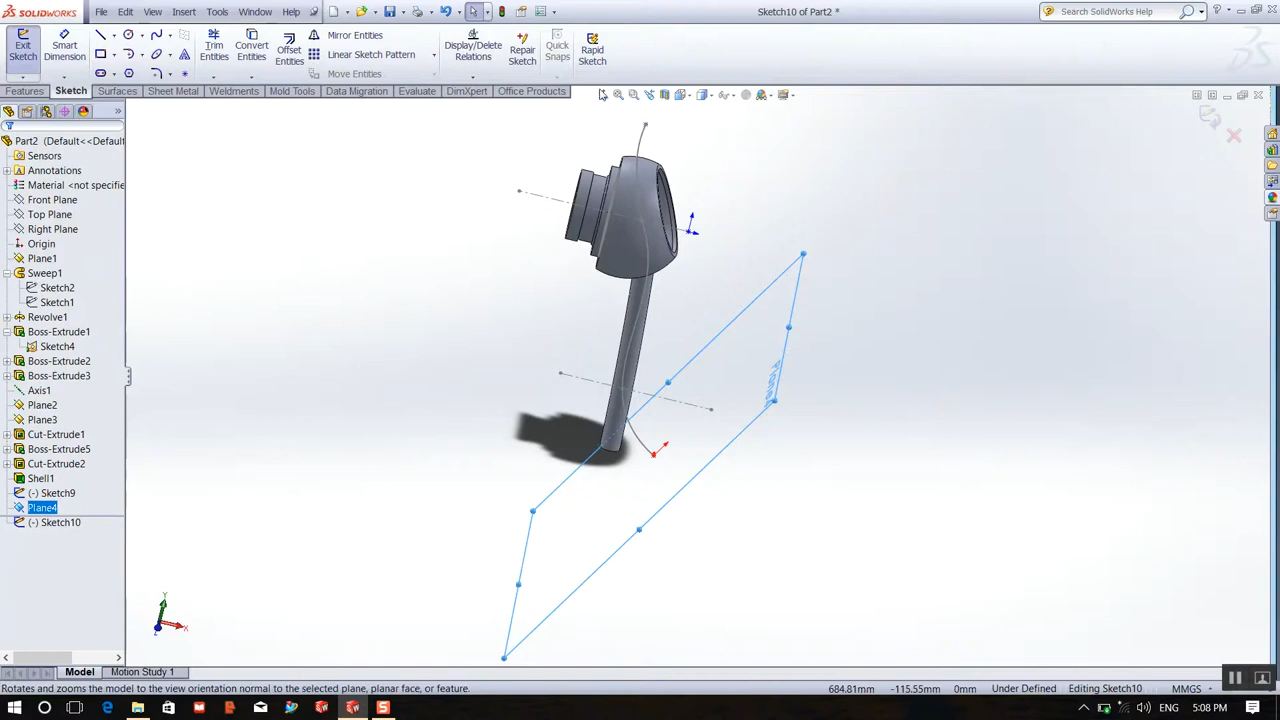 SOLIDWORKS File Edit View Insert Tools Window Help Sketch10 of Part2 * Search SolidWorks Help
Exit Sketch Smart Dimension Trim Entities Convert Entities Offset Entities Mirror Entities Linear Sketch Pattern Move Entities Display/Delete Relations Repair Sketch Quick Snaps Rapid Sketch
Features Sketch Surfaces Sheet Metal Weldments Mold Tools Data Migration Evaluate DimXpert Office Products
Part2 (Default<<Default
Sensors
Annotations
Material <not specifie
Front Plane
Top Plane
Right Plane
Origin
Plane1
Sweep1
Sketch2
Sketch1
Revolve1
Boss-Extrude1
Sketch4
Boss-Extrude2
Boss-Extrude3
Axis1
Plane2
Plane3
Cut-Extrude1
Boss-Extrude5
Cut-Extrude2
Shell1
(-) Sketch9
Plane4
(-) Sketch10
Y
X
Z
Model Motion Study 1
Rotates and zooms the model to the view orientation normal to the selected plane, planar face, or feature. 684.81mm -115.55mm 0mm Under Defined Editing Sketch10 MMGS
ENG 5:08 PM